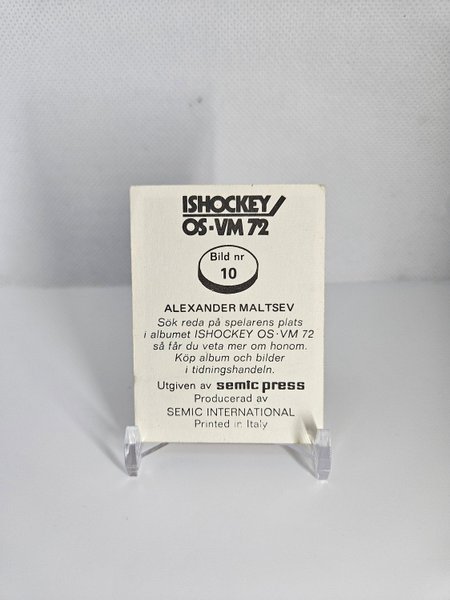 ISHOCKEY/
OS·VM 72
Bild nr
10
ALEXANDER MALTSEV
Sök reda på spelarens plats
i albumet ISHOCKEY OS·VM 72
så får du veta mer om honom.
Köp album och bilder
i tidningshandeln.
Utgiven av semic press
Producerad av
SEMIC INTERNATIONAL
Printed in Italy